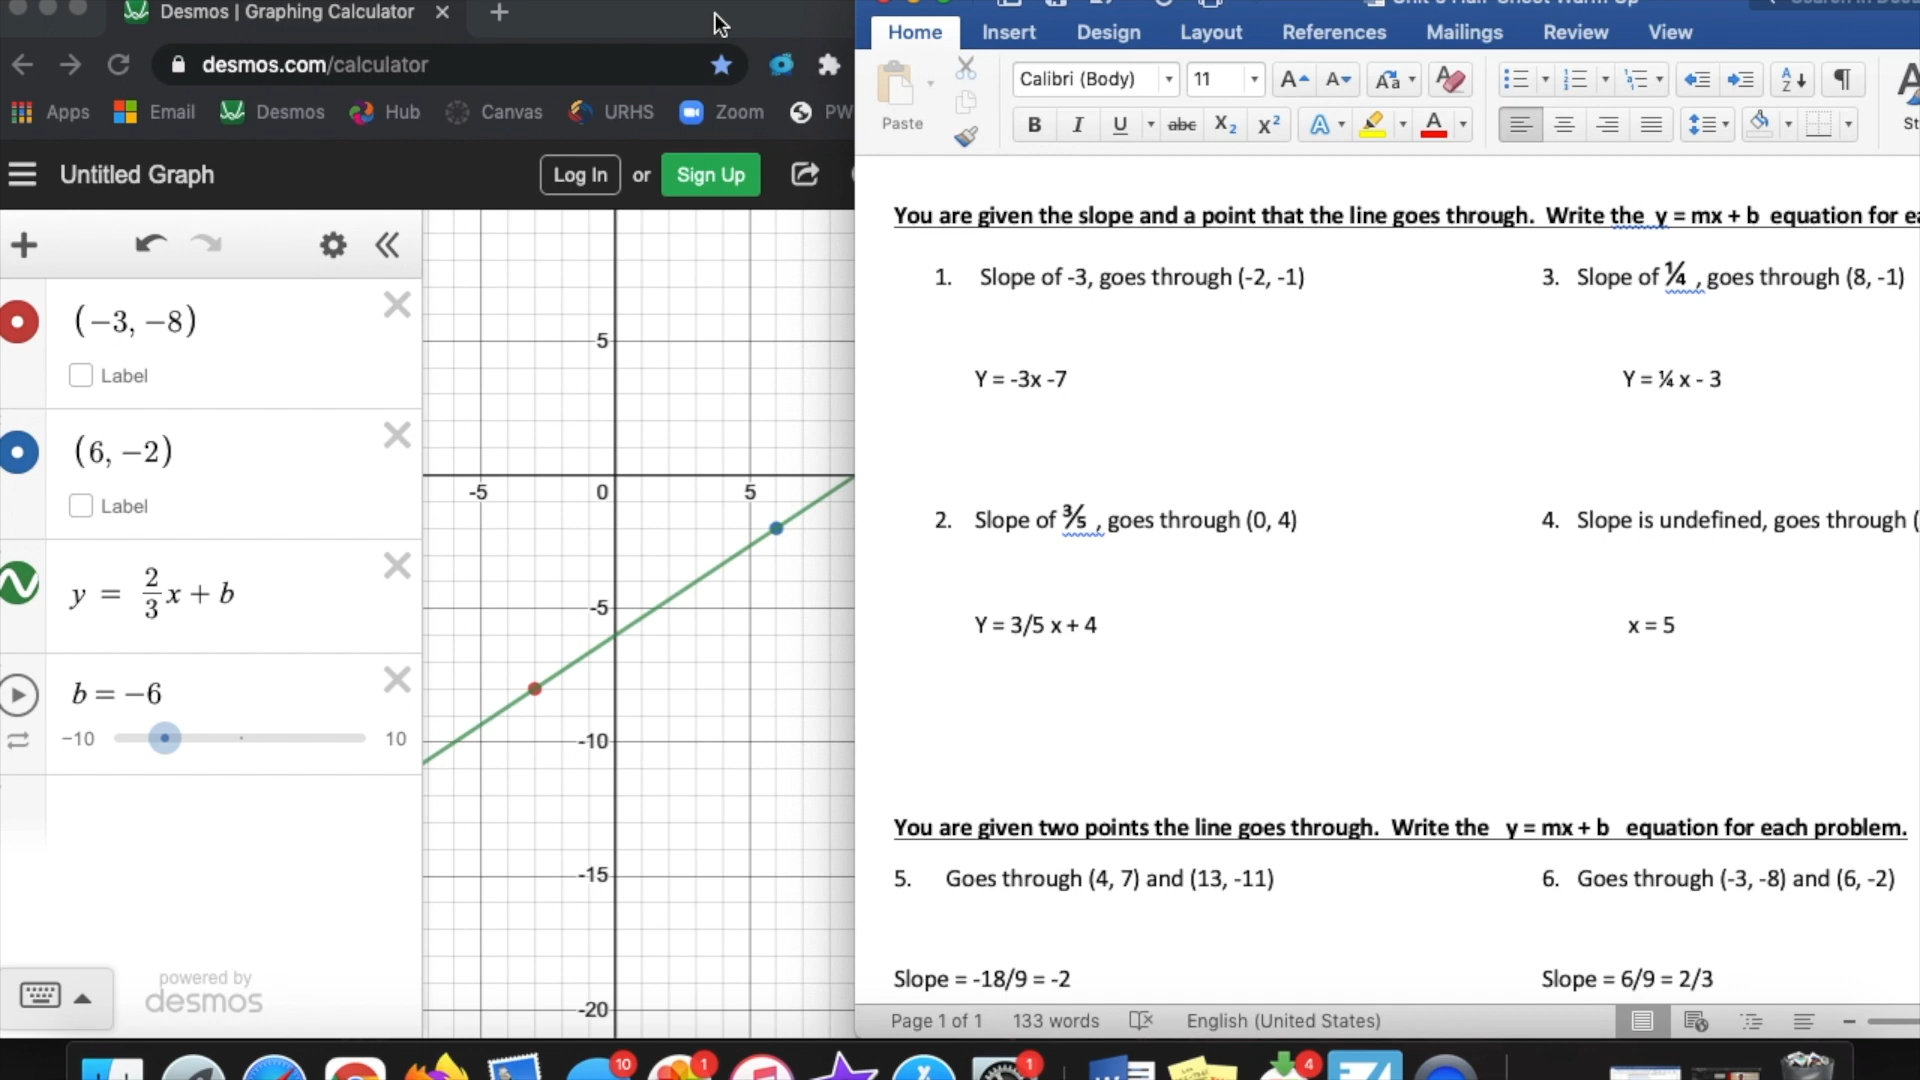 Desmos | Graphing Calculator
desmos.com/calculator
Apps Email Desmos Hub Canvas URHS Zoom PW
Untitled Graph Log In or Sign Up
(−3, −8)
Label
(6, −2)
Label
y = 2/3 x + b
b = −6
−10 10
powered by
desmos
5
-5 0 5
-5
-10
-15
-20
Home Insert Design Layout References Mailings Review View
Paste Calibri (Body) 11
You are given the slope and a point that the line goes through. Write the y = mx + b equation for ea
1. Slope of -3, goes through (-2, -1)
Y = -3x -7
3. Slope of ¼ , goes through (8, -1)
Y = ¼ x - 3
2. Slope of ⅗ , goes through (0, 4)
Y = 3/5 x + 4
4. Slope is undefined, goes through (
x = 5
You are given two points the line goes through. Write the y = mx + b equation for each problem.
5. Goes through (4, 7) and (13, -11)
Slope = -18/9 = -2
6. Goes through (-3, -8) and (6, -2)
Slope = 6/9 = 2/3
Page 1 of 1 133 words English (United States)
10 1 1 4